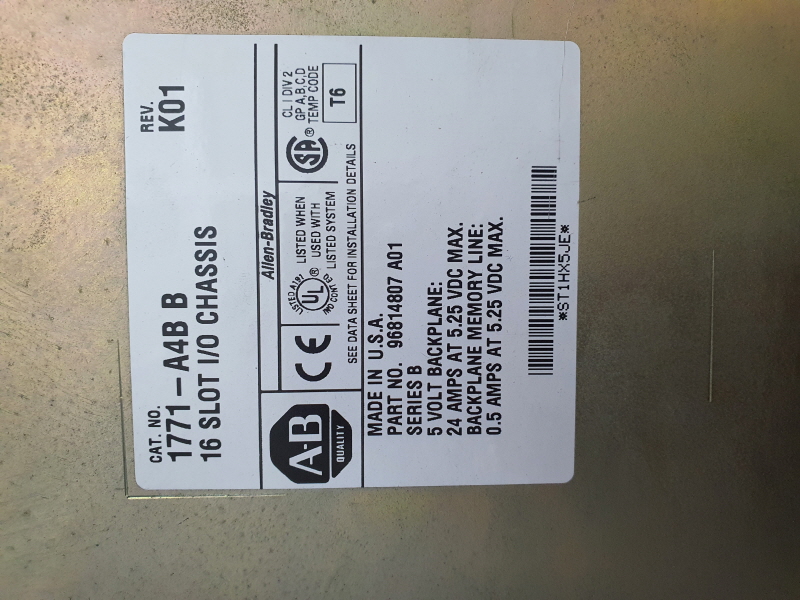 CAT. NO.
REV.
1771-A4B B
K01
16 SLOT I/O CHASSIS
Allen-Bradley
A-B
QUALITY
CE
LISTED A197
UL
®
IND CONT EQ
LISTED WHEN
USED WITH
LISTED SYSTEM
SA
®
CL I DIV 2
GP A,B,C,D
TEMP CODE
T6
SEE DATA SHEET FOR INSTALLATION DETAILS
MADE IN U.S.A.
PART NO. 96814807 A01
SERIES B
5 VOLT BACKPLANE:
24 AMPS AT 5.25 VDC MAX.
BACKPLANE MEMORY LINE:
0.5 AMPS AT 5.25 VDC MAX.
*ST1HX5JE*